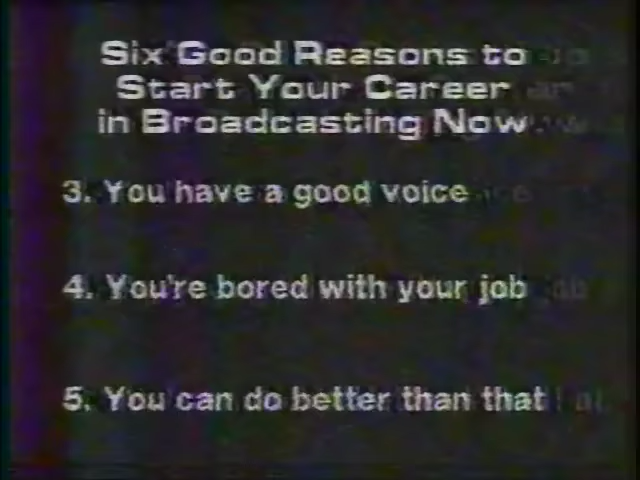 Six Good Reasons to
Start Your Career
in Broadcasting Now
3. You have a good voice
4. You're bored with your job
5. You can do better than that